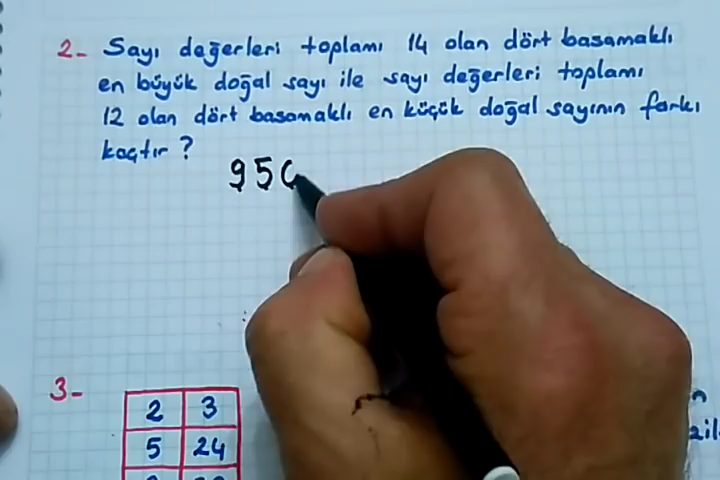 2- Sayı değerleri toplamı 14 olan dört basamaklı
en büyük doğal sayı ile sayı değerleri toplamı
12 olan dört basamaklı en küçük doğal sayının farkı
kaçtır ?
95
3-
2 3
5 24